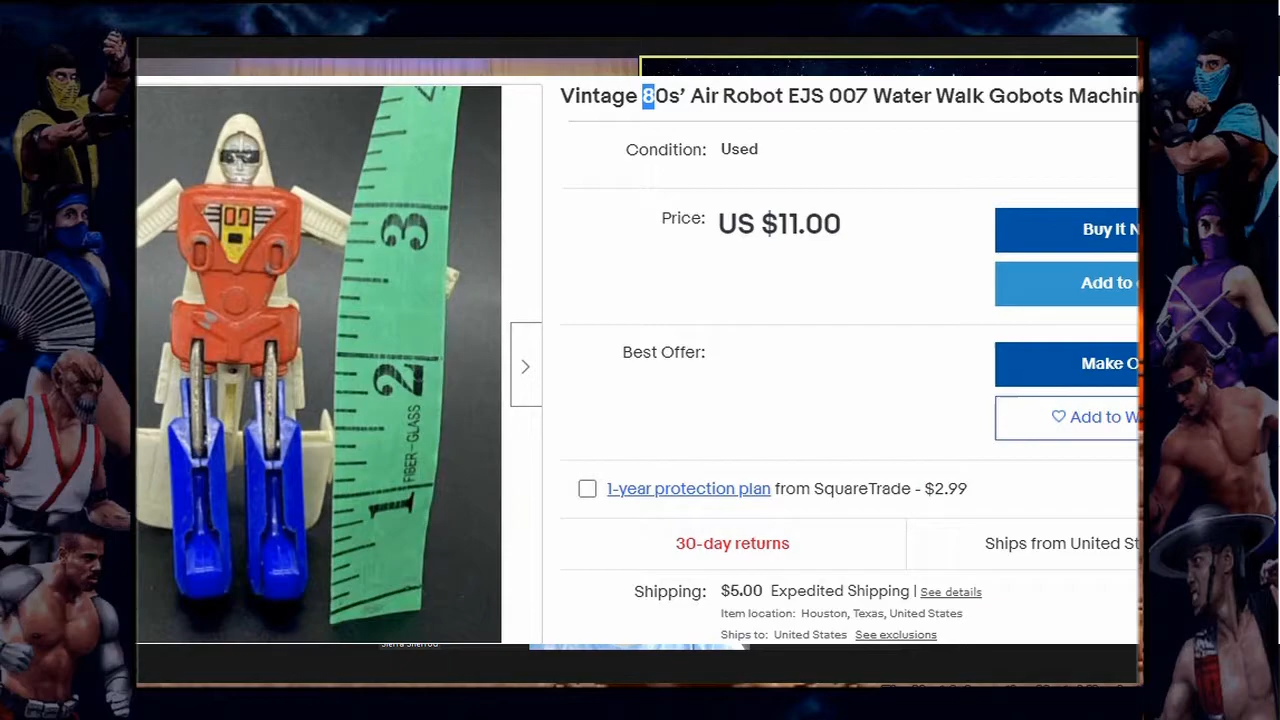 Vintage 80s’ Air Robot EJS 007 Water Walk Gobots Machin
Condition: Used
Price: US $11.00
Buy It N
Add to
Best Offer:
Make O
Add to W
1-year protection plan from SquareTrade - $2.99
30-day returns
Ships from United St
Shipping: $5.00 Expedited Shipping | See details
Item location: Houston, Texas, United States
Ships to: United States See exclusions
3
2
FIBER-GLASS
1